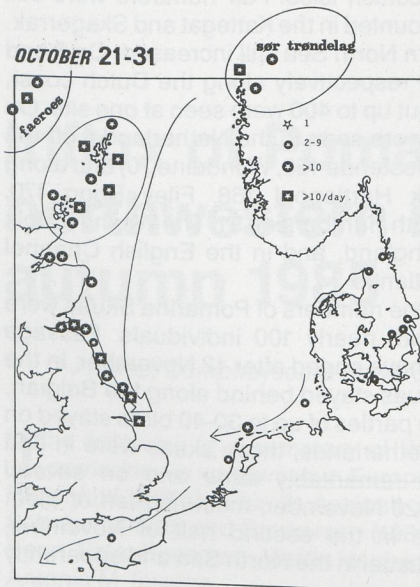 OCTOBER 21-31
sør trøndelag
faeroes
1
2-9
>10
>10/day